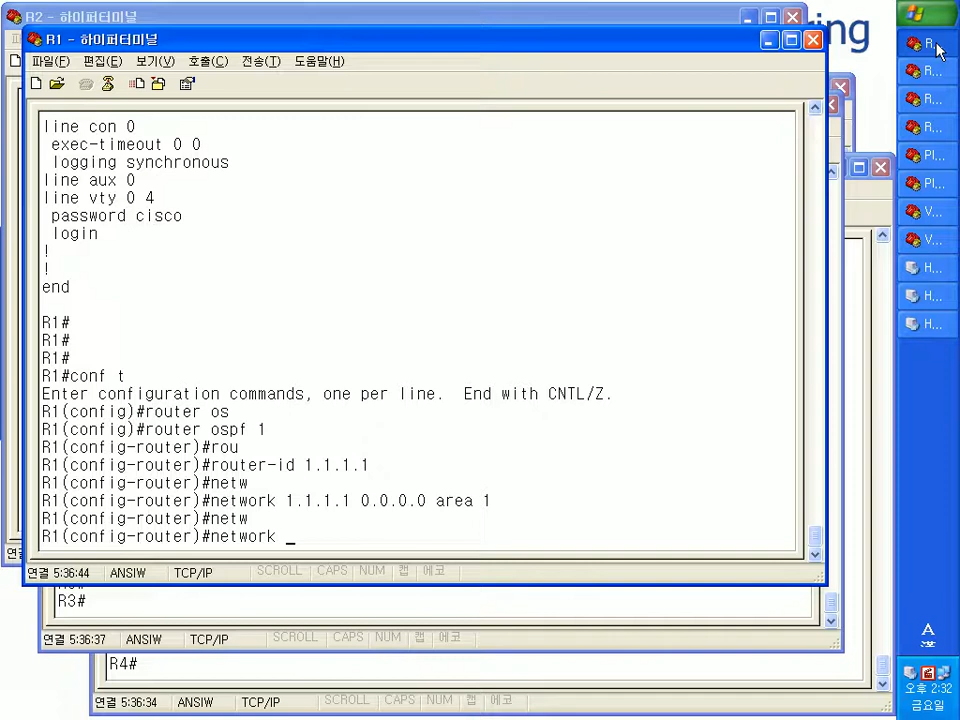 R2 - 하이퍼터미널
ring
R1 - 하이퍼터미널
파일(F) 편집(E) 보기(V) 호출(C) 전송(T) 도움말(H)
line con 0
exec-timeout 0 0
logging synchronous
line aux 0
line vty 0 4
password cisco
login
!
!
end
R1#
R1#
R1#
R1#conf t
Enter configuration commands, one per line.  End with CNTL/Z.
R1(config)#router os
R1(config)#router ospf 1
R1(config-router)#rou
R1(config-router)#router-id 1.1.1.1
R1(config-router)#netw
R1(config-router)#network 1.1.1.1 0.0.0.0 area 1
R1(config-router)#netw
R1(config-router)#network _
연결 5:36:44 ANSIW TCP/IP SCROLL CAPS NUM 캡 에코
R3#
연결 5:36:37 ANSIW TCP/IP SCROLL CAPS NUM 캡 에코
R4#
연결 5:36:34 ANSIW TCP/IP SCROLL CAPS NUM 캡 에코
R...
R...
R...
R...
Pl...
Pl...
V...
V...
H...
H...
H...
A
漢
오후 2:32
금요일